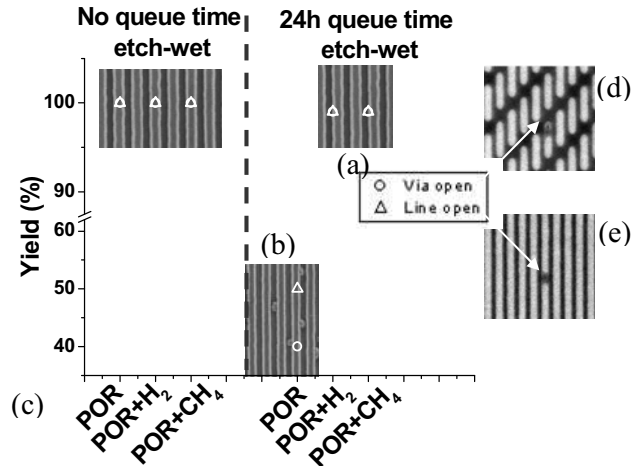 No queue time
etch-wet
24h queue time
etch-wet
(d)
100
(a)
90
Via open
Line open
Yield (%)
60
(b)
(e)
50
40
(c)
POR
POR+H₂
POR+CH₄
POR
POR+H₂
POR+CH₄